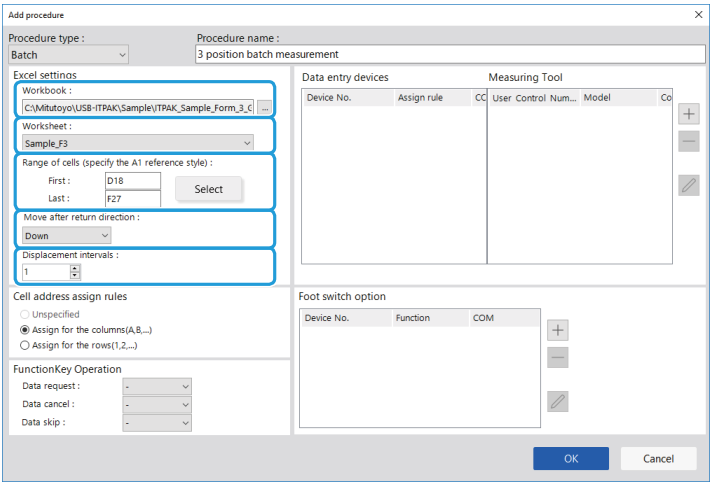 Add procedure
Procedure type :
Procedure name :
Batch
3 position batch measurement
Excel settings
Workbook :
C:\Mitutoyo\USB-ITPAK\Sample\ITPAK_Sample_Form_3_
...
Worksheet :
Sample_F3
Range of cells (specify the A1 reference style) :
First :
D18
Last :
F27
Select
Move after return direction :
Down
Displacement intervals :
1
Cell address assign rules
Unspecified
Assign for the columns(A,B,...)
Assign for the rows(1,2,...)
FunctionKey Operation
Data request :
-
Data cancel :
-
Data skip :
-
Data entry devices
Device No. Assign rule CC
Measuring Tool
User Control Num... Model Co
Foot switch option
Device No. Function COM
OK
Cancel